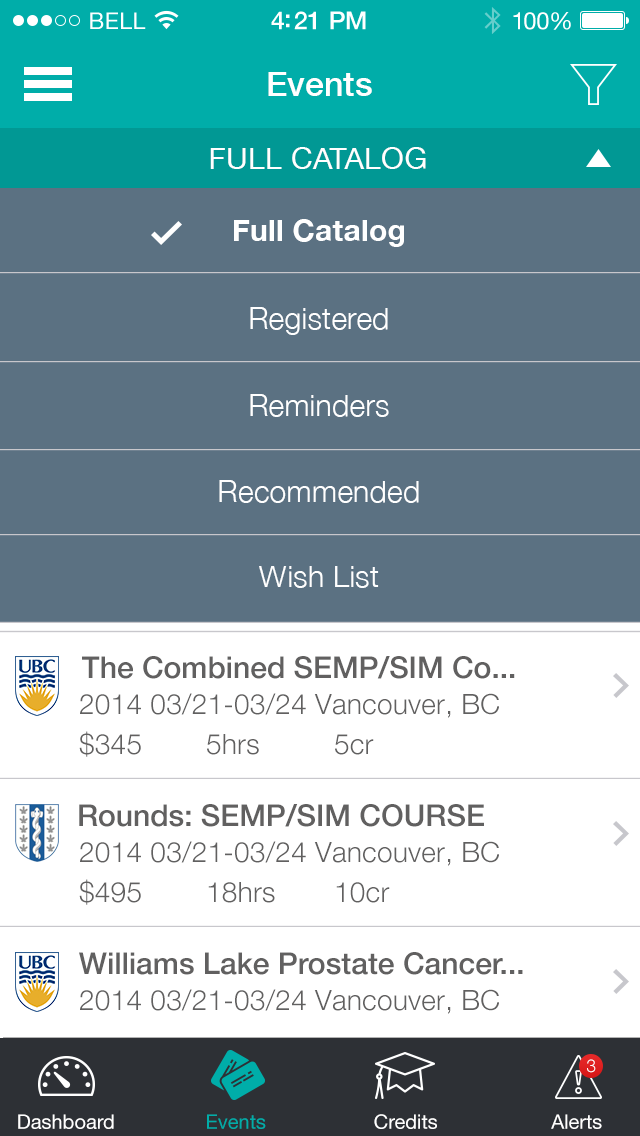 BELL 4:21 PM 100%
Events
FULL CATALOG
Full Catalog
Registered
Reminders
Recommended
Wish List
UBC
The Combined SEMP/SIM Co...
2014 03/21-03/24 Vancouver, BC
$345 5hrs 5cr
Rounds: SEMP/SIM COURSE
2014 03/21-03/24 Vancouver, BC
$495 18hrs 10cr
UBC
Williams Lake Prostate Cancer...
2014 03/21-03/24 Vancouver, BC
3
Dashboard Events Credits Alerts